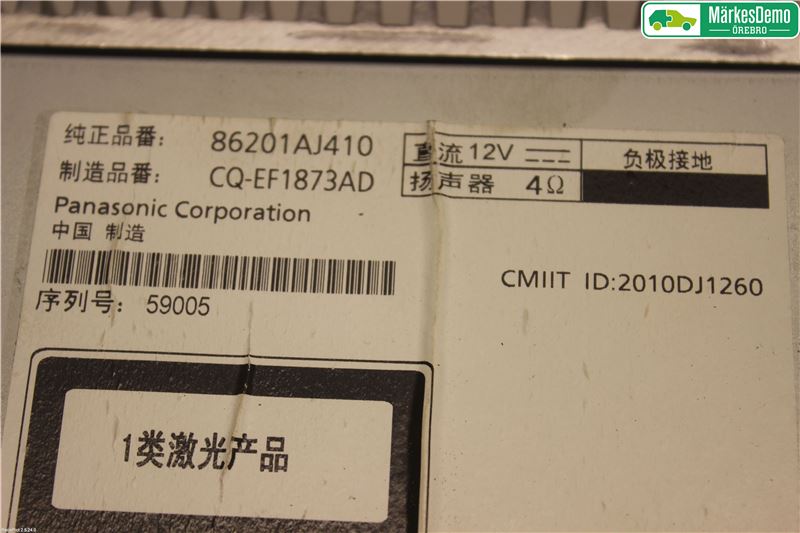 MärkesDemo
ÖREBRO
纯正品番: 86201AJ410
制造品番: CQ-EF1873AD
Panasonic Corporation
中国 制造
直流 12V
负极接地
扬声器 4Ω
CMIIT ID:2010DJ1260
序列号: 59005
1类激光产品